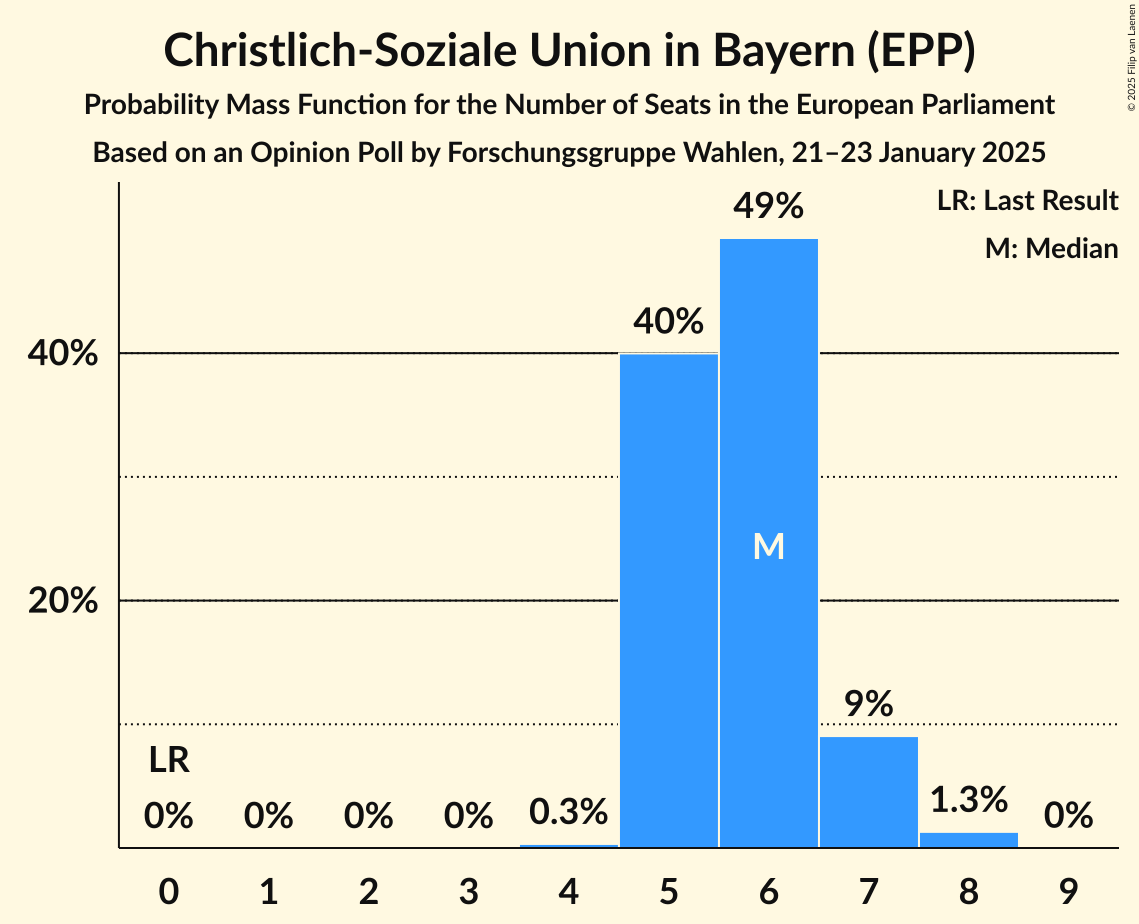 Christlich-Soziale Union in Bayern (EPP)
Probability Mass Function for the Number of Seats in the European Parliament
Based on an Opinion Poll by Forschungsgruppe Wahlen, 21–23 January 2025
© 2025 Filip van Laenen
LR: Last Result
M: Median
49%
40%
40%
M
20%
9%
LR
0% 0% 0% 0% 0.3% 1.3% 0%
0 1 2 3 4 5 6 7 8 9